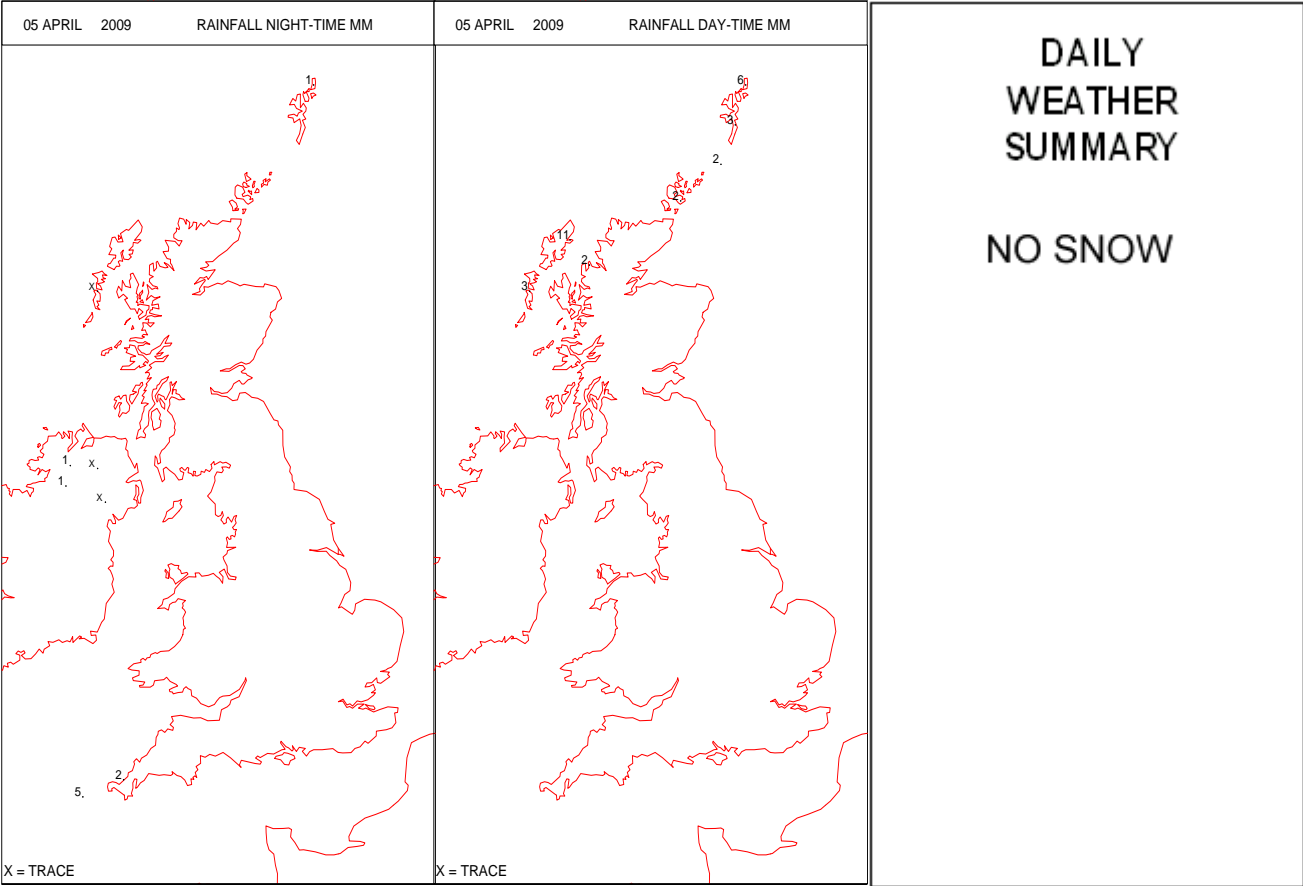 05 APRIL 2009 RAINFALL NIGHT-TIME MM
1.
x.
1. x.
1.
x.
2.
5.
X = TRACE
05 APRIL 2009 RAINFALL DAY-TIME MM
6.
3.
2.
2.
11.
2.
3.
X = TRACE
DAILY
WEATHER
SUMMARY
NO SNOW